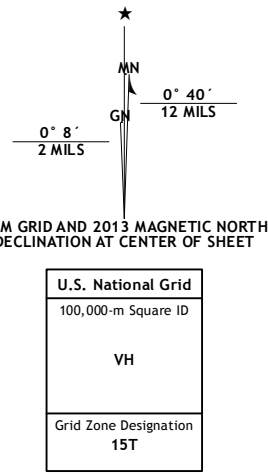 ★
MN
0° 40´
12 MILS
GN
0° 8´
2 MILS
M GRID AND 2013 MAGNETIC NORTH
DECLINATION AT CENTER OF SHEET
U.S. National Grid
100,000-m Square ID
VH
Grid Zone Designation
15T